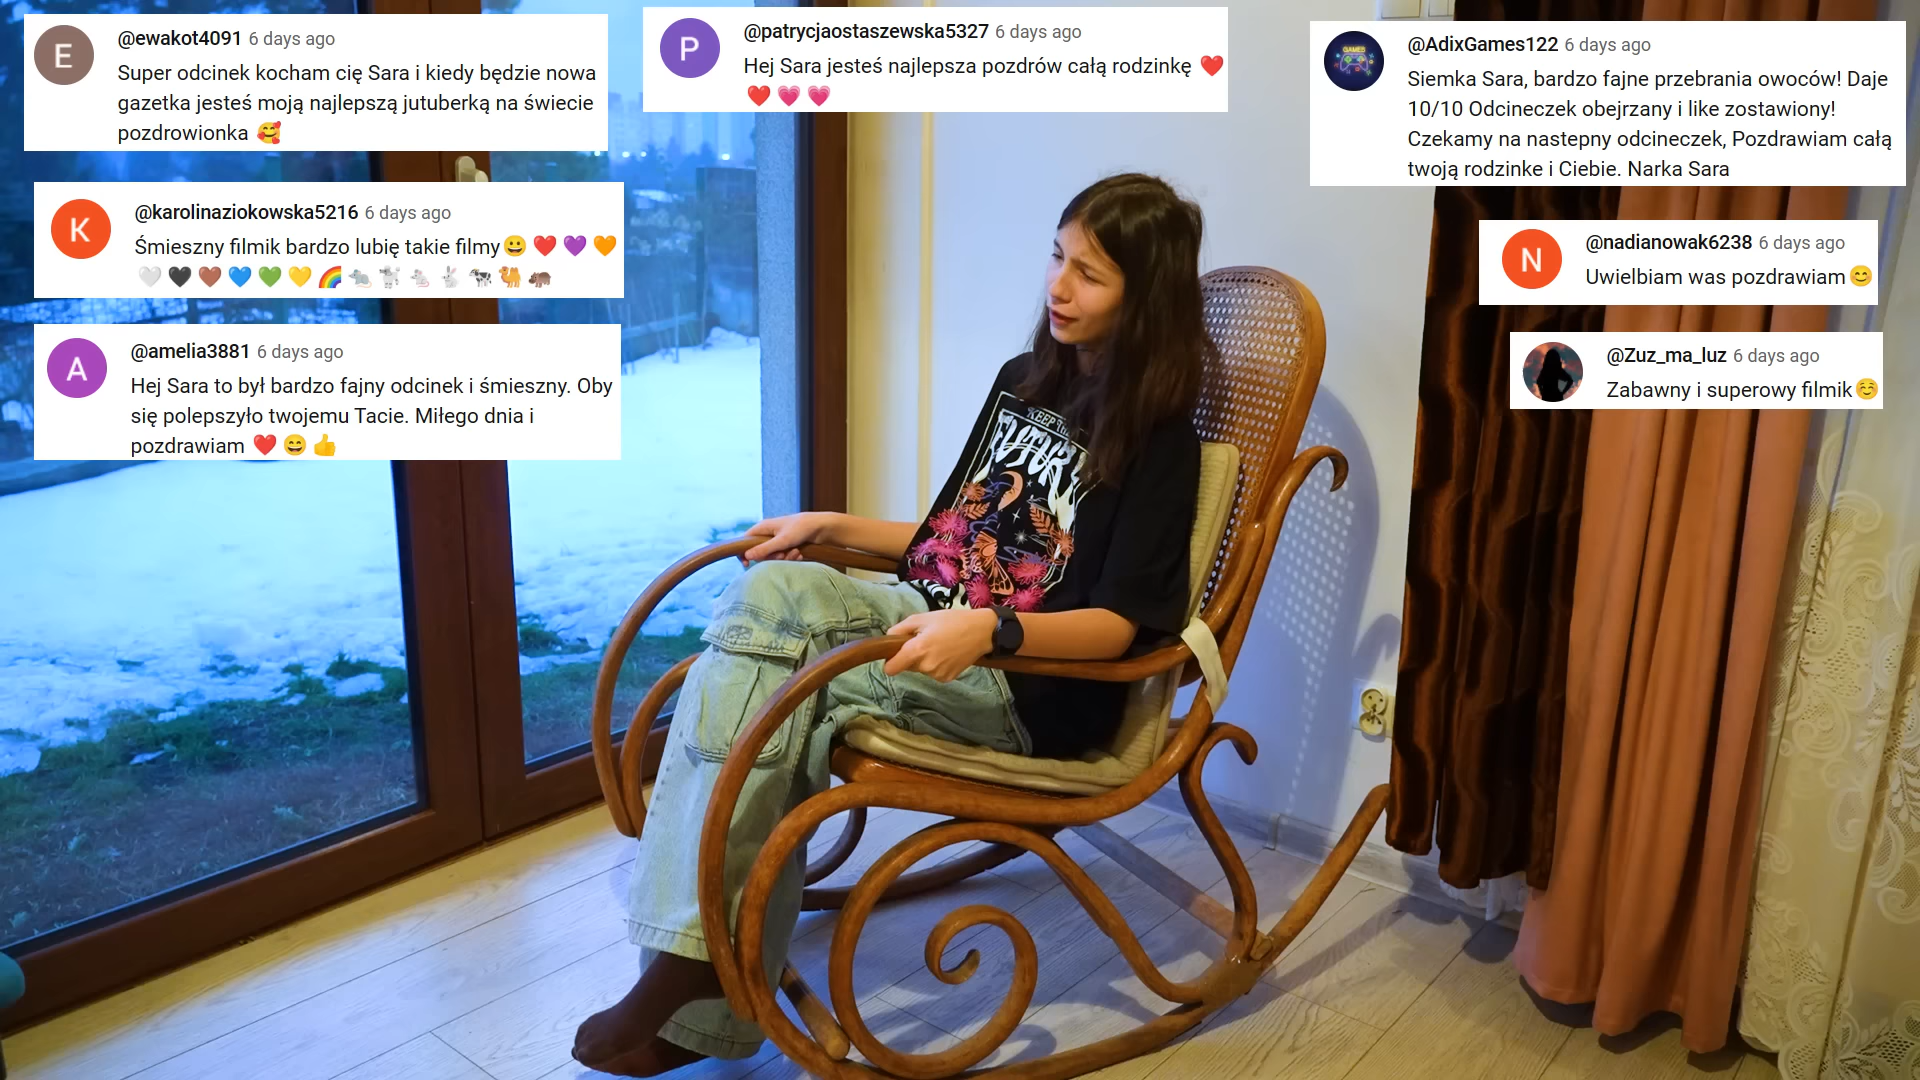 @ewakot4091 6 days ago
Super odcinek kocham cię Sara i kiedy będzie nowa
gazetka jesteś moją najlepszą jutuberką na świecie
pozdrowionka 🥰
@karolinaziokowska5216 6 days ago
Śmieszny filmik bardzo lubię takie filmy😀 ❤️ 💜 🧡
🤍 🖤 🤎 💙 💚 💛 🌈 🐀 🐩 🐁 🐇 🐄 🐫 🦛
@amelia3881 6 days ago
Hej Sara to był bardzo fajny odcinek i śmieszny. Oby
się polepszyło twojemu Tacie. Miłego dnia i
pozdrawiam ❤️ 😄 👍
@patrycjaostaszewska5327 6 days ago
Hej Sara jesteś najlepsza pozdrów całą rodzinkę ❤️
❤️ 💗 💗
@AdixGames122 6 days ago
Siemka Sara, bardzo fajne przebrania owoców! Daje
10/10 Odcineczek obejrzany i like zostawiony!
Czekamy na nastepny odcineczek, Pozdrawiam całą
twoją rodzinke i Ciebie. Narka Sara
@nadianowak6238 6 days ago
Uwielbiam was pozdrawiam😊
@Zuz_ma_luz 6 days ago
Zabawny i superowy filmik☺️
E
K
A
P
GAMES
N
KEEP THE
FUTURE